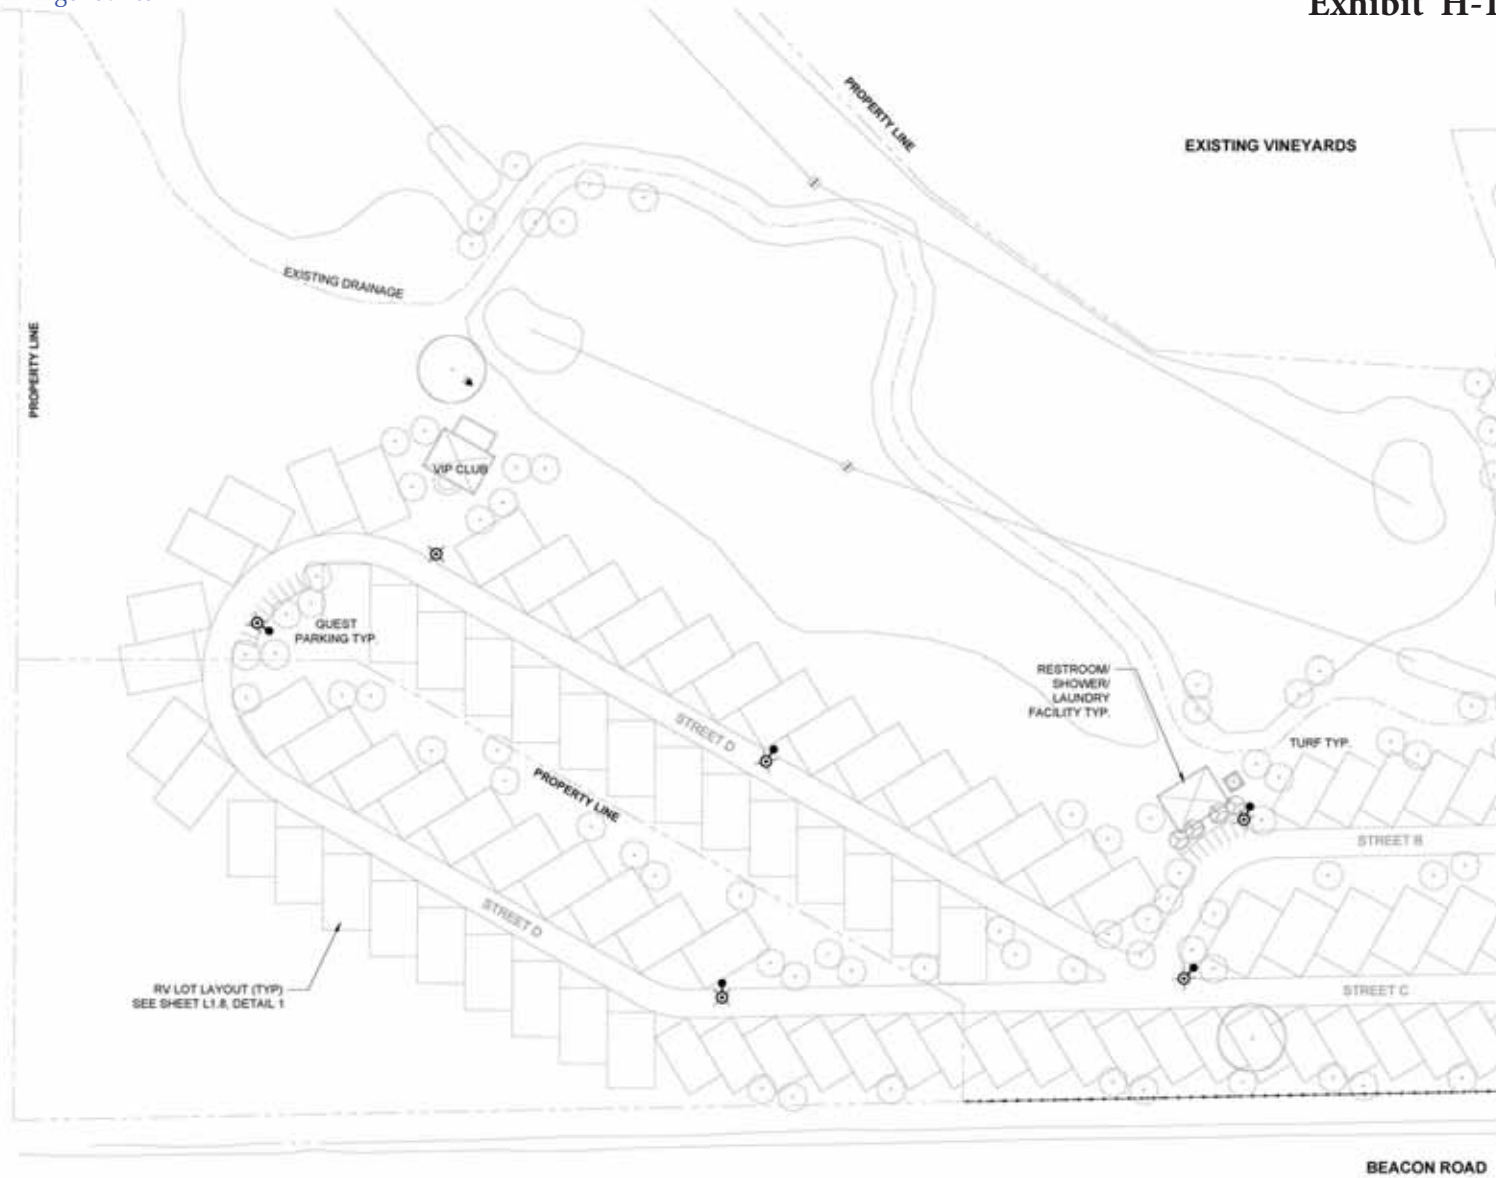 Exhibit H-1
PROPERTY LINE
EXISTING VINEYARDS
EXISTING DRAINAGE
PROPERTY LINE
VIP CLUB
GUEST
PARKING TYP.
RESTROOM/
SHOWER/
LAUNDRY
FACILITY TYP.
STREET D
TURF TYP.
PROPERTY LINE
STREET B
STREET D
RV LOT LAYOUT (TYP)
SEE SHEET L1.8, DETAIL 1
STREET C
BEACON ROAD